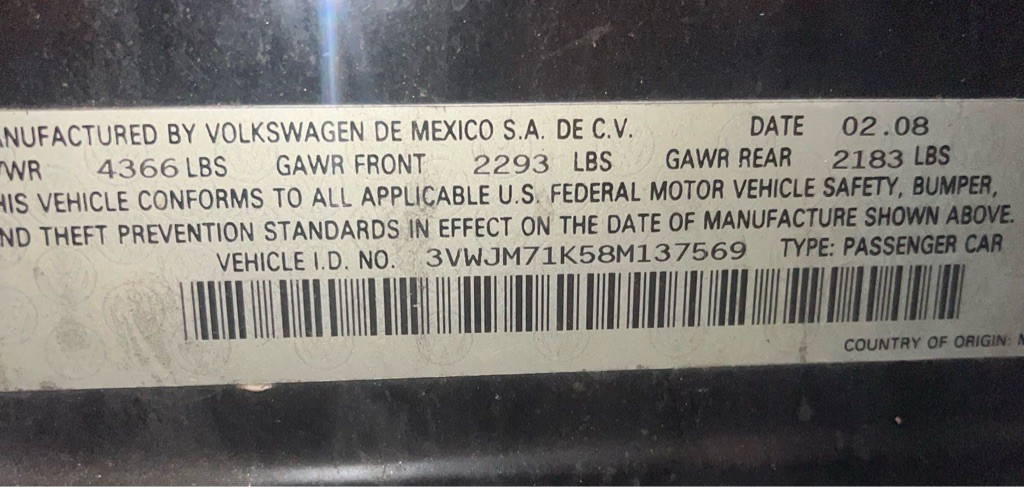 ANUFACTURED BY VOLKSWAGEN DE MEXICO S.A. DE C.V. DATE 02.08
VWR 4366 LBS GAWR FRONT 2293 LBS GAWR REAR 2183 LBS
HIS VEHICLE CONFORMS TO ALL APPLICABLE U.S. FEDERAL MOTOR VEHICLE SAFETY, BUMPER,
ND THEFT PREVENTION STANDARDS IN EFFECT ON THE DATE OF MANUFACTURE SHOWN ABOVE.
VEHICLE I.D. NO. 3VWJM71K58M137569 TYPE: PASSENGER CAR
COUNTRY OF ORIGIN: